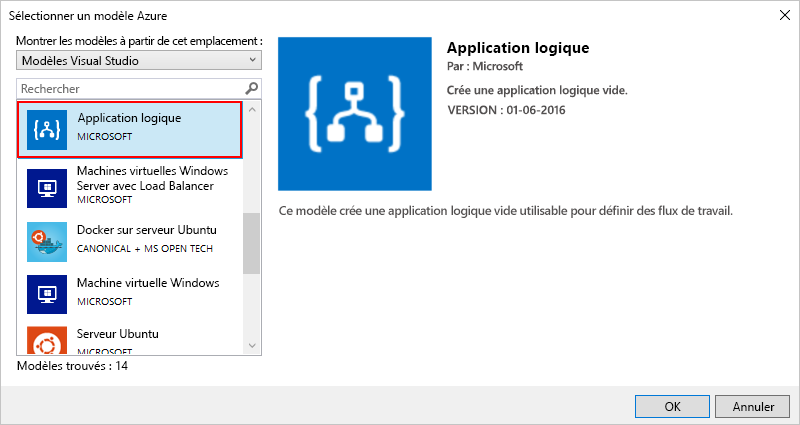 Sélectionner un modèle Azure
Montrer les modèles à partir de cet emplacement :
Modèles Visual Studio
Rechercher
Application logique
MICROSOFT
Machines virtuelles Windows
Server avec Load Balancer
MICROSOFT
Docker sur serveur Ubuntu
CANONICAL + MS OPEN TECH
Machine virtuelle Windows
MICROSOFT
Serveur Ubuntu
MICROSOFT
Modèles trouvés : 14
Application logique
Par : Microsoft
Crée une application logique vide.
VERSION : 01-06-2016
Ce modèle crée une application logique vide utilisable pour définir des flux de travail.
OK
Annuler